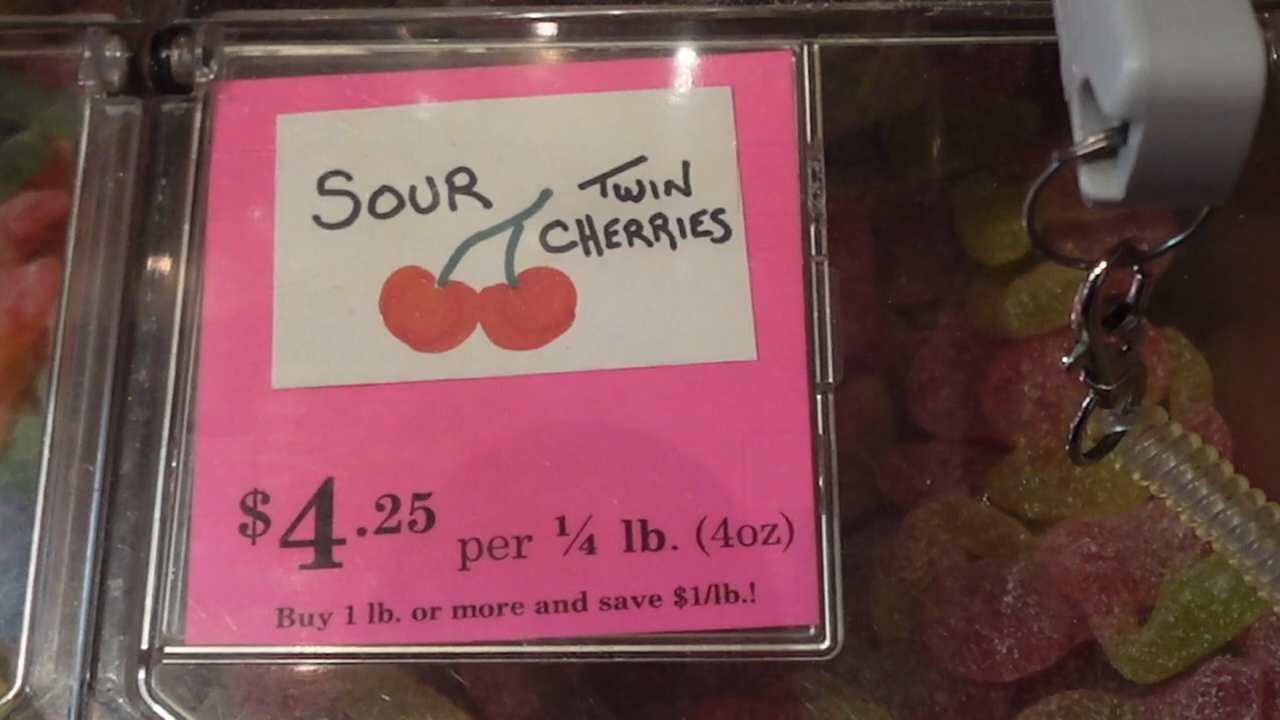 SOUR TWIN
CHERRIES
$4.25 per ¼ lb. (4oz)
Buy 1 lb. or more and save $1/lb.!